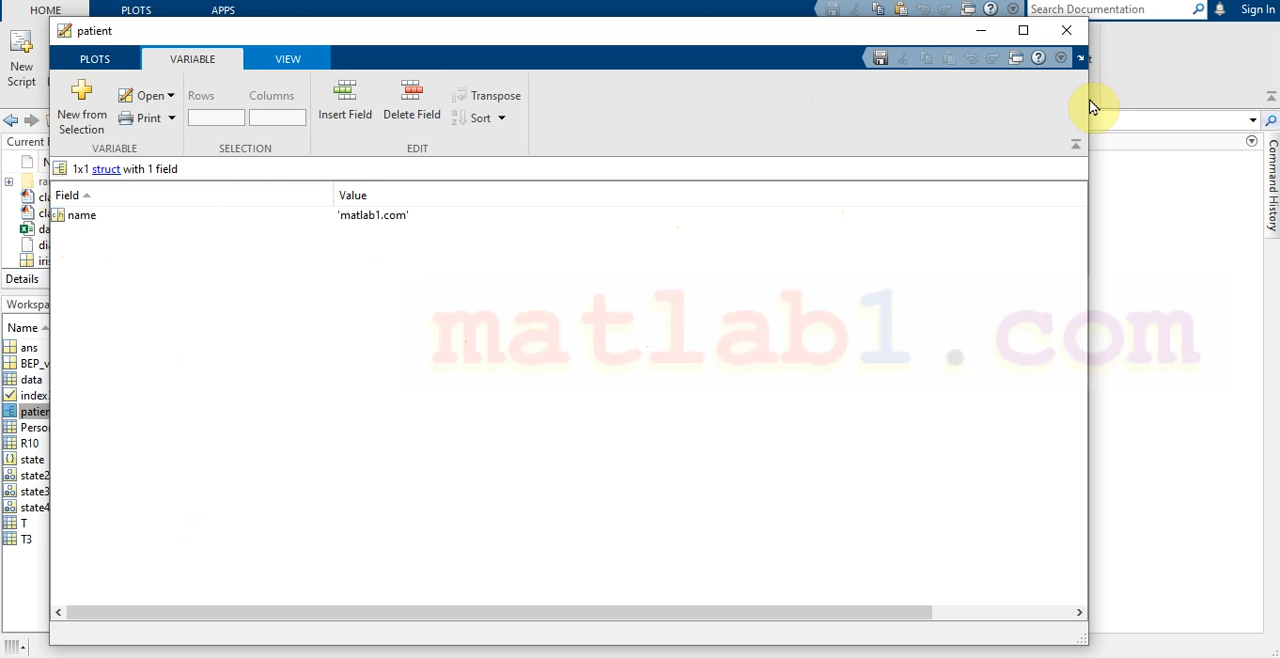 HOME PLOTS APPS
Search Documentation Sign In
patient
PLOTS VARIABLE VIEW
New Script
New from Selection
Open
Print
Rows Columns
Insert Field Delete Field
Transpose
Sort
VARIABLE SELECTION EDIT
1x1 struct with 1 field
Field Value
name 'matlab1.com'
matlab1.com
Current
Details
Name
ans
data
index
R10
state
state2
state3
state4
T
T3
Command History